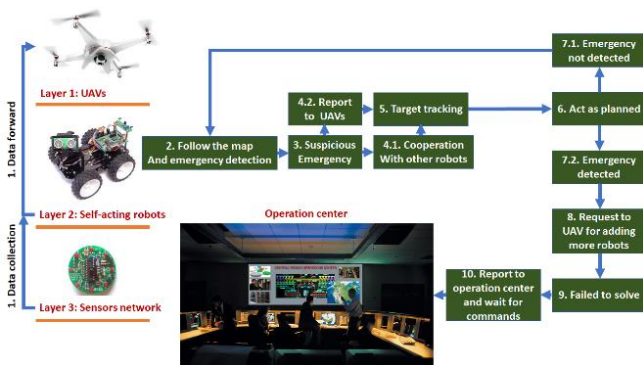 7.1. Emergency
not detected
4.2. Report
to UAVs
5. Target tracking
6. Act as planned
Layer 1: UAVs
1. Data forward
2. Follow the map
And emergency detection
3. Suspicious
Emergency
4.1. Cooperation
With other robots
7.2. Emergency
detected
Layer 2: Self-acting robots
Operation center
8. Request to
UAV for adding
more robots
1. Data collection
10. Report to
operation center
and wait for
commands
9. Failed to solve
Layer 3: Sensors network